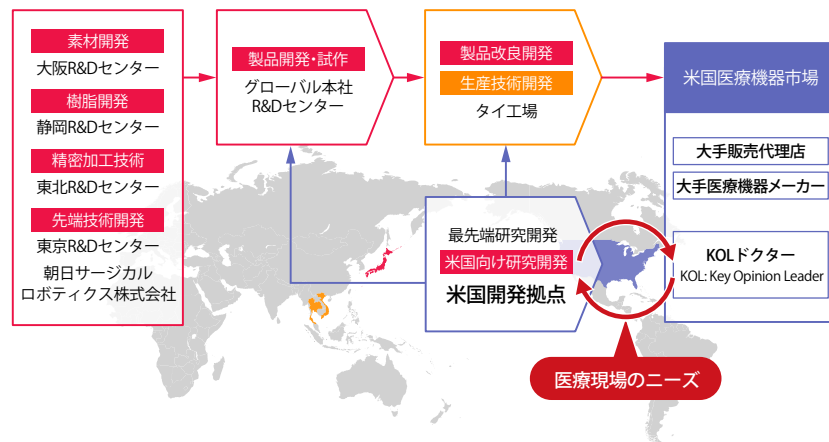 素材開発
大阪R&Dセンター
樹脂開発
静岡R&Dセンター
精密加工技術
東北R&Dセンター
先端技術開発
東京R&Dセンター
朝日サージカル
ロボティクス株式会社
製品開発・試作
グローバル本社
R&Dセンター
製品改良開発
生産技術開発
タイ工場
米国医療機器市場
大手販売代理店
大手医療機器メーカー
KOLドクター
KOL: Key Opinion Leader
最先端研究開発
米国向け研究開発
米国開発拠点
医療現場のニーズ